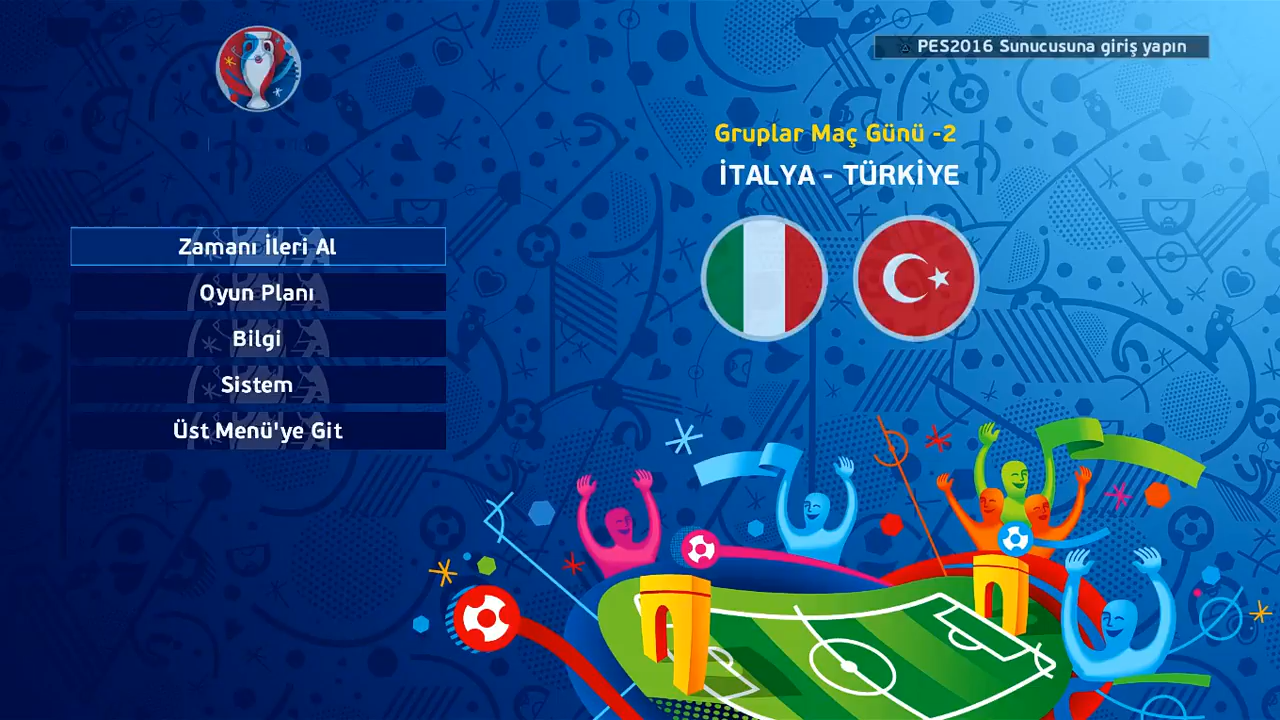 PES2016 Sunucusuna giriş yapın
Gruplar Maç Günü -2
İTALYA - TÜRKİYE
Zamanı İleri Al
Oyun Planı
Bilgi
Sistem
Üst Menü'ye Git